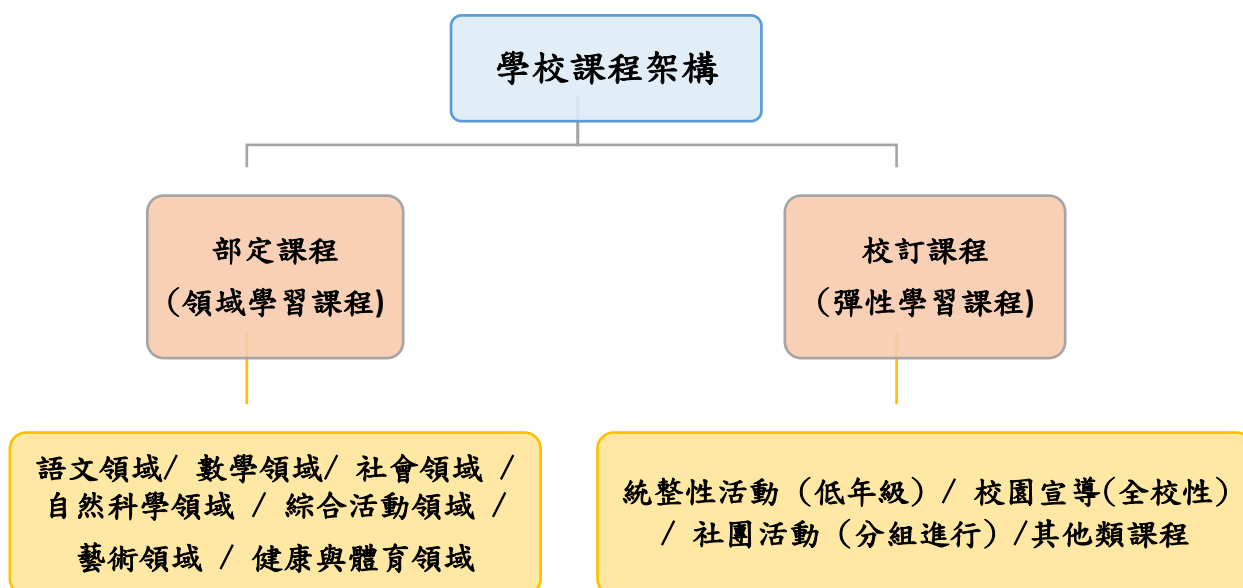 學校課程架構
部定課程
(領域學習課程)
校訂課程
(彈性學習課程)
語文領域/ 數學領域/ 社會領域 /
自然科學領域 / 綜合活動領域 /
藝術領域 / 健康與體育領域
統整性活動 (低年級) / 校園宣導(全校性)
/ 社團活動 (分組進行) /其他類課程